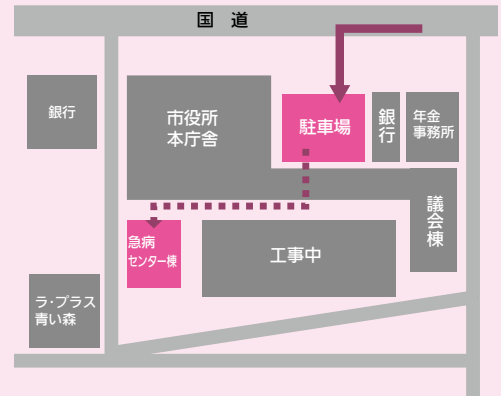 国 道
銀行
市役所
本庁舎
駐車場
銀行
年金
事務所
議会棟
急病
センター棟
工事中
ラ・プラス
青い森